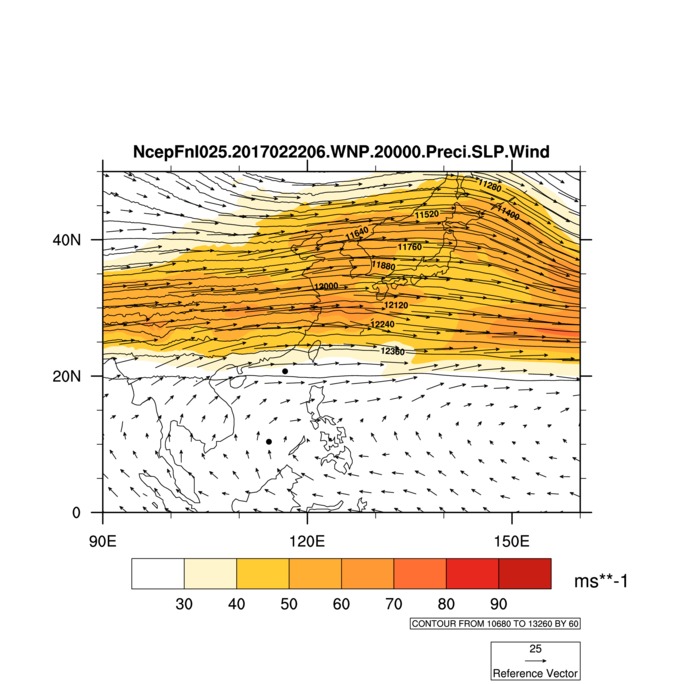 NcepFnl025.2017022206.WNP.20000.Preci.SLP.Wind
11280
11400
11520
11640
11760
11880
12000
12120
12240
12360
40N
20N
0
90E 120E 150E
30 40 50 60 70 80 90
ms**-1
CONTOUR FROM 10680 TO 13260 BY 60
25
Reference Vector